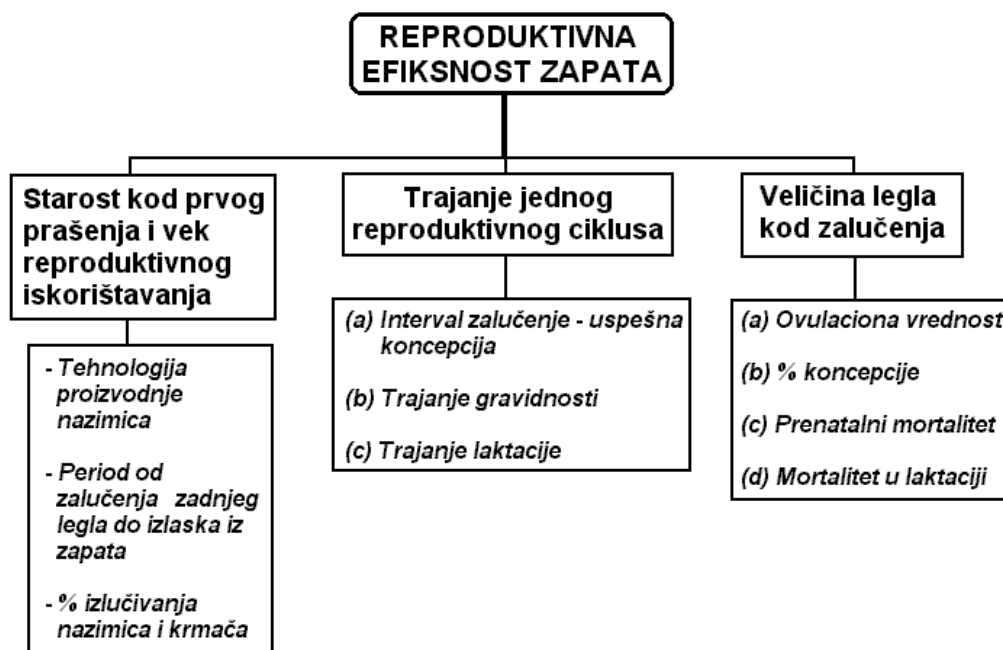 REPRODUKTIVNA
EFIKSNOST ZAPATA
Starost kod prvog
prašenja i vek
reproduktivnog
iskorištavanja
- Tehnologija
proizvodnje
nazimica
- Period od
zalučenja zadnjeg
legla do izlaska iz
zapata
- % izlučivanja
nazimica i krmača
Trajanje jednog
reproduktivnog ciklusa
(a) Interval zalučenje - uspešna
koncepcija
(b) Trajanje gravidnosti
(c) Trajanje laktacije
Veličina legla
kod zalučenja
(a) Ovulaciona vrednost
(b) % koncepcije
(c) Prenatalni mortalitet
(d) Mortalitet u laktaciji